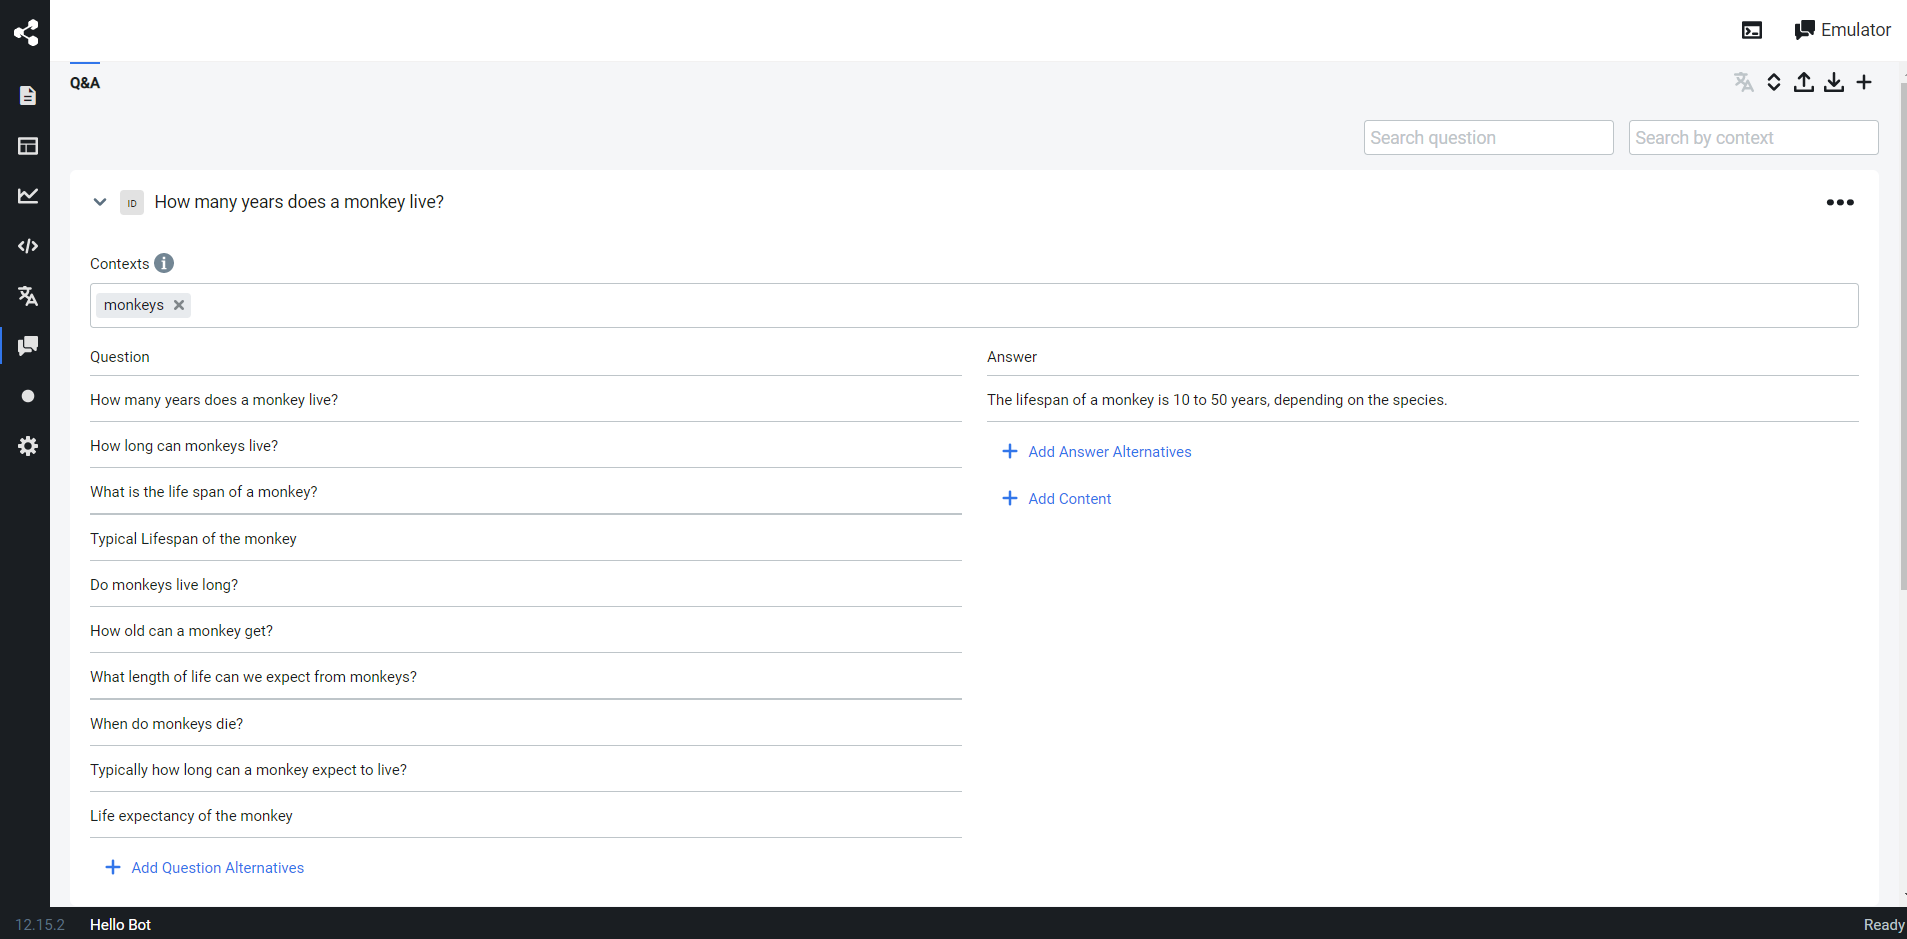 Emulator
Q&A
Search question
Search by context
ID How many years does a monkey live?
Contexts
monkeys
Question
Answer
How many years does a monkey live?
The lifespan of a monkey is 10 to 50 years, depending on the species.
How long can monkeys live?
Add Answer Alternatives
What is the life span of a monkey?
Add Content
Typical Lifespan of the monkey
Do monkeys live long?
How old can a monkey get?
What length of life can we expect from monkeys?
When do monkeys die?
Typically how long can a monkey expect to live?
Life expectancy of the monkey
Add Question Alternatives
12.15.2 Hello Bot
Ready